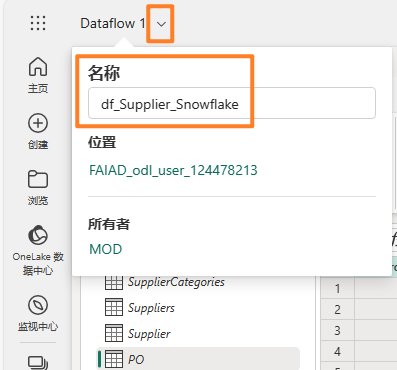 Dataflow 1
主页
创建
浏览
OneLake 数
据中心
监视中心
名称
df_Supplier_Snowflake
位置
FAIAD_odl_user_124478213
所有者
MOD
SupplierCategories
Suppliers
Supplier
PO
1
2
3
4
5